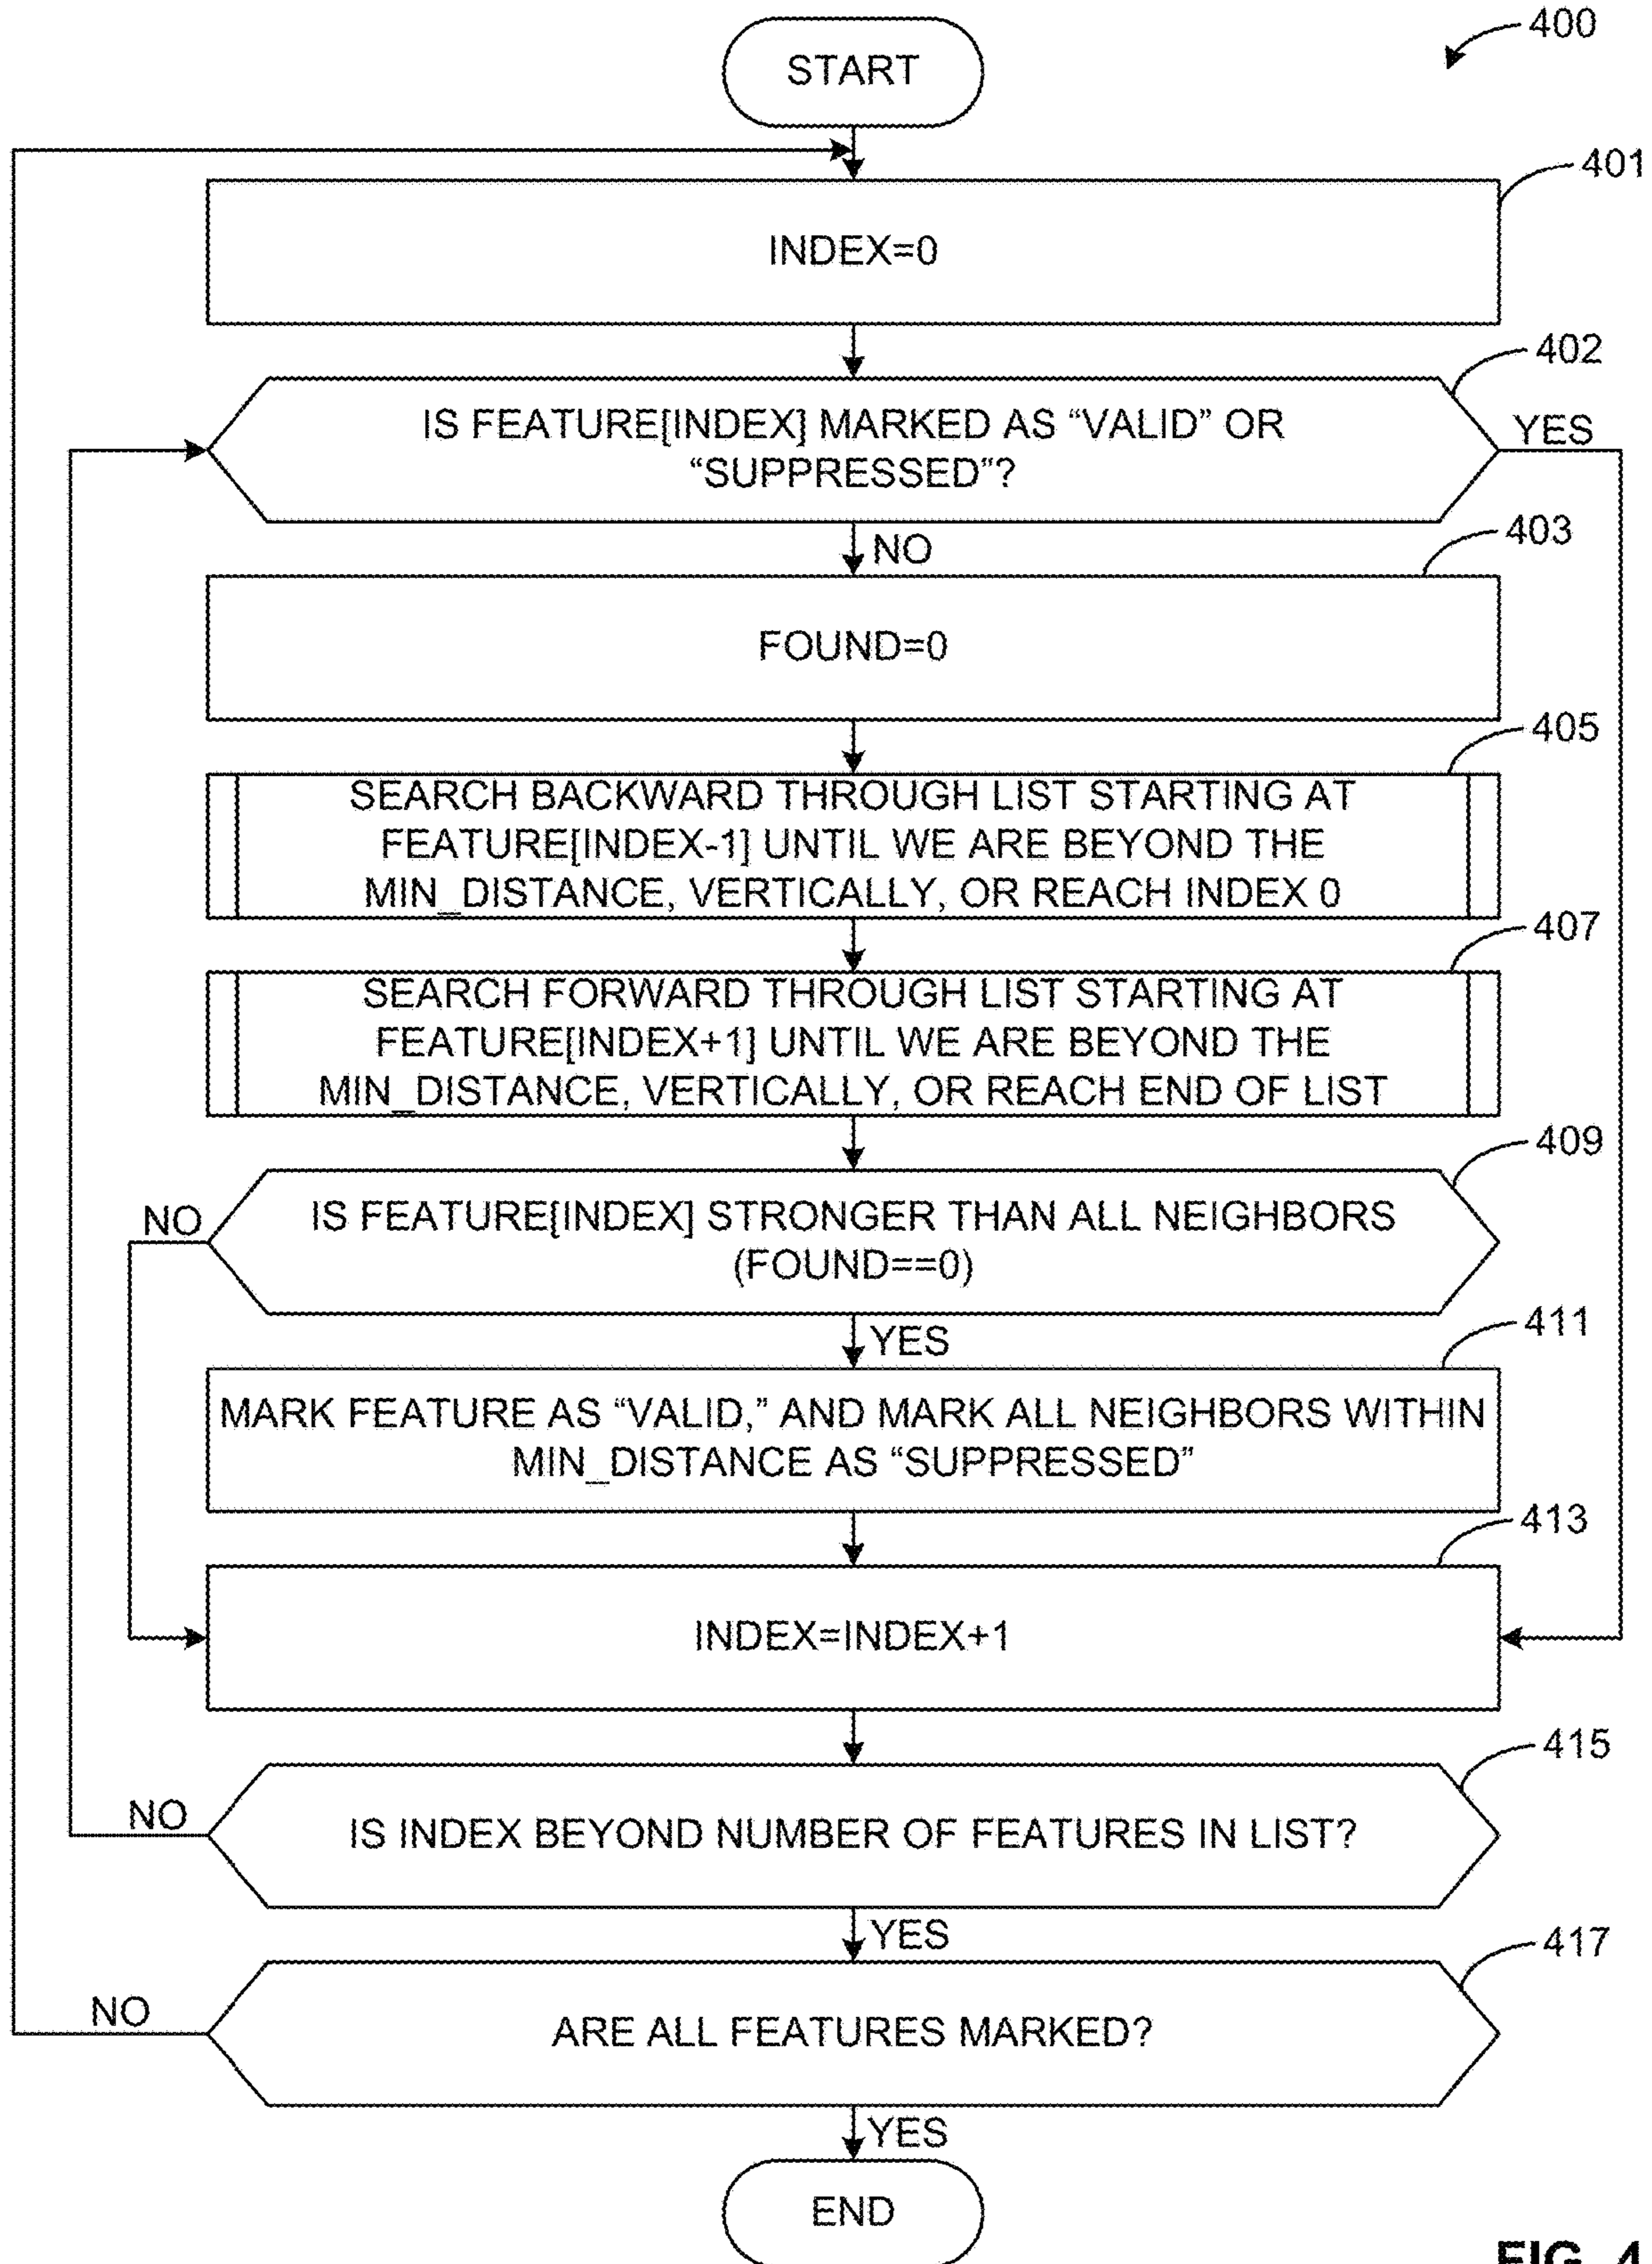 400
START
401
INDEX=0
402
IS FEATURE[INDEX] MARKED AS “VALID” OR
“SUPPRESSED”?
YES
NO
403
FOUND=0
405
SEARCH BACKWARD THROUGH LIST STARTING AT
FEATURE[INDEX-1] UNTIL WE ARE BEYOND THE
MIN_DISTANCE, VERTICALLY, OR REACH INDEX 0
407
SEARCH FORWARD THROUGH LIST STARTING AT
FEATURE[INDEX+1] UNTIL WE ARE BEYOND THE
MIN_DISTANCE, VERTICALLY, OR REACH END OF LIST
409
NO
IS FEATURE[INDEX] STRONGER THAN ALL NEIGHBORS
(FOUND==0)
YES
411
MARK FEATURE AS “VALID,” AND MARK ALL NEIGHBORS WITHIN
MIN_DISTANCE AS “SUPPRESSED”
413
INDEX=INDEX+1
415
NO
IS INDEX BEYOND NUMBER OF FEATURES IN LIST?
YES
417
NO
ARE ALL FEATURES MARKED?
YES
END
FIG. 4